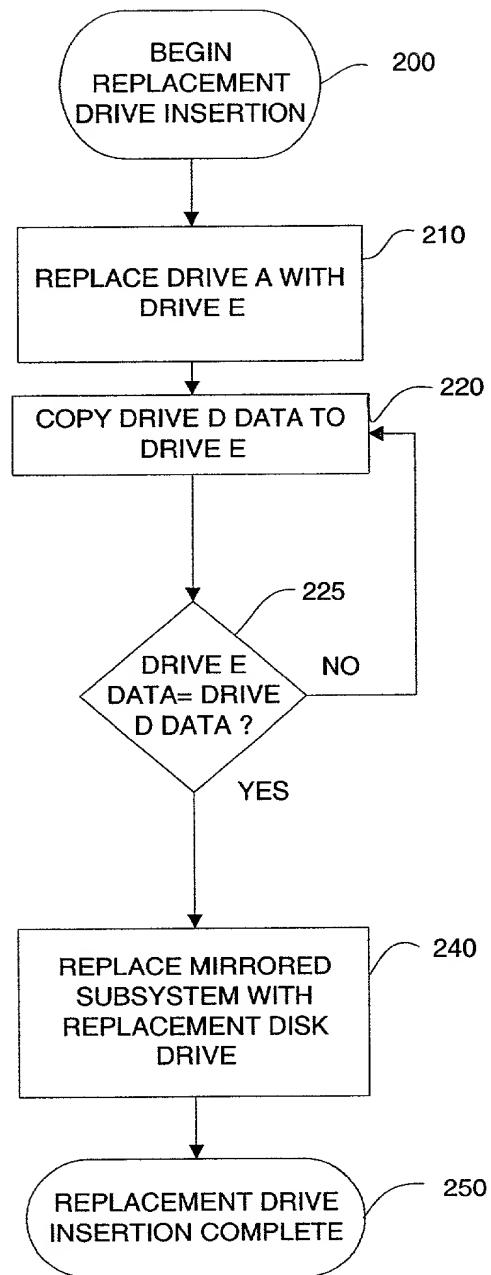 BEGIN
REPLACEMENT
DRIVE INSERTION
200
210
REPLACE DRIVE A WITH
DRIVE E
220
COPY DRIVE D DATA TO
DRIVE E
225
DRIVE E
DATA= DRIVE
D DATA ?
NO
YES
240
REPLACE MIRRORED
SUBSYSTEM WITH
REPLACEMENT DISK
DRIVE
250
REPLACEMENT DRIVE
INSERTION COMPLETE